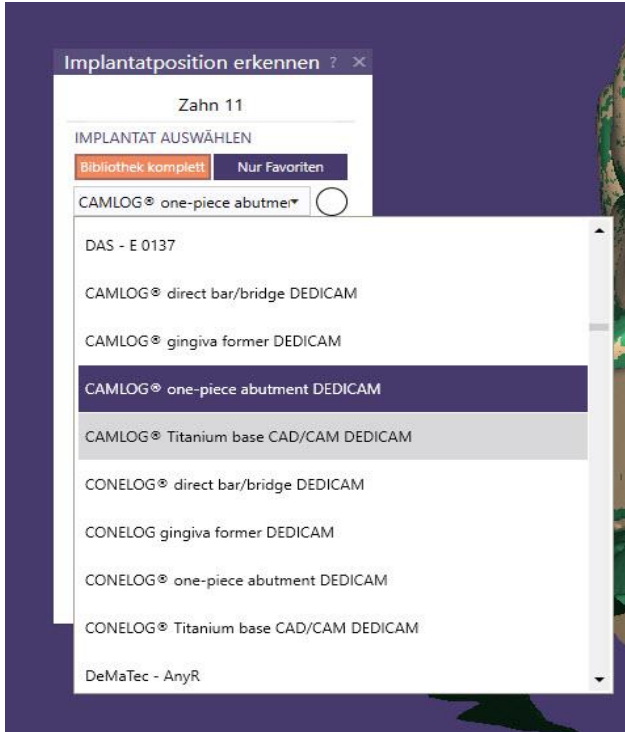 Implantatposition erkennen ? ×
Zahn 11
IMPLANTAT AUSWÄHLEN
Bibliothek komplett Nur Favoriten
CAMLOG® one-piece abutmer
DAS - E 0137
CAMLOG® direct bar/bridge DEDICAM
CAMLOG® gingiva former DEDICAM
CAMLOG® one-piece abutment DEDICAM
CAMLOG® Titanium base CAD/CAM DEDICAM
CONELOG® direct bar/bridge DEDICAM
CONELOG gingiva former DEDICAM
CONELOG® one-piece abutment DEDICAM
CONELOG® Titanium base CAD/CAM DEDICAM
DeMaTec - AnyR